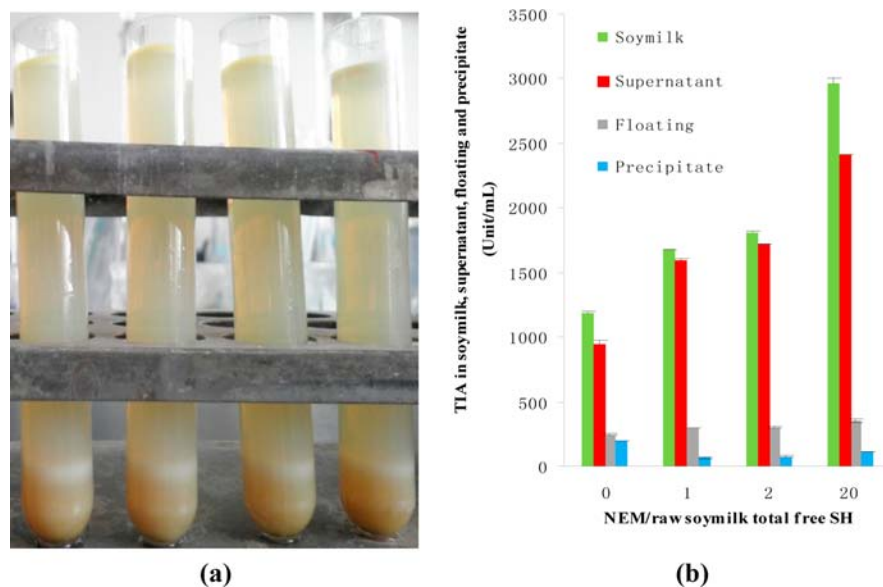 3500
3000
2500
2000
1500
1000
500
0
TIA in soymilk, supernatant, floating and precipitate
(Unit/mL)
Soymilk
Supernatant
Floating
Precipitate
0 1 2 20
NEM/raw soymilk total free SH
(a) (b)